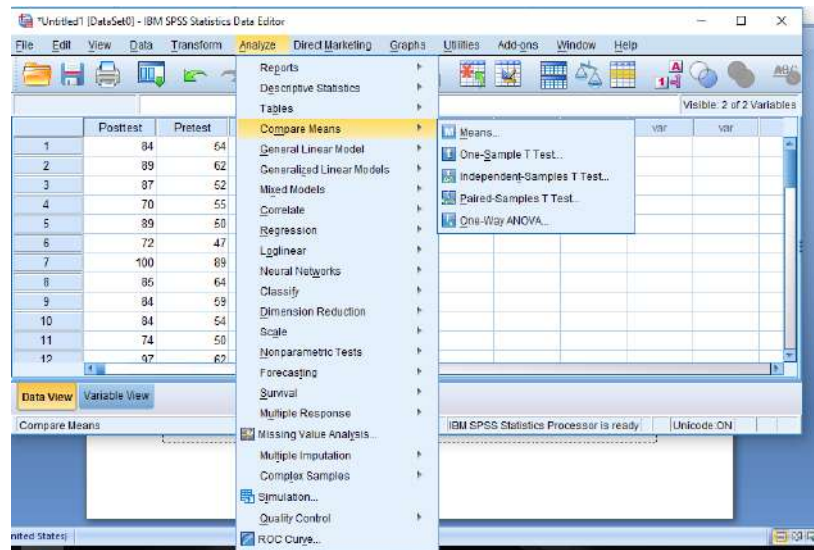 *Untitled1 [DataSet0] - IBM SPSS Statistics Data Editor
File Edit View Data Transform Analyze Direct Marketing Graphs Utilities Add-ons Window Help
Visible: 2 of 2 Variables
Posttest Pretest var var
1 84 54
2 89 62
3 87 52
4 70 55
5 89 50
6 72 47
7 100 89
8 85 64
9 84 59
10 84 54
11 74 50
12 97 62
Reports
Descriptive Statistics
Tables
Compare Means
General Linear Model
Generalized Linear Models
Mixed Models
Correlate
Regression
Loglinear
Neural Networks
Classify
Dimension Reduction
Scale
Nonparametric Tests
Forecasting
Survival
Multiple Response
Missing Value Analysis...
Multiple Imputation
Complex Samples
Simulation...
Quality Control
ROC Curve...
Means...
One-Sample T Test...
Independent-Samples T Test...
Paired-Samples T Test...
One-Way ANOVA...
Data View Variable View
Compare Means
IBM SPSS Statistics Processor is ready Unicode:ON
nited States)